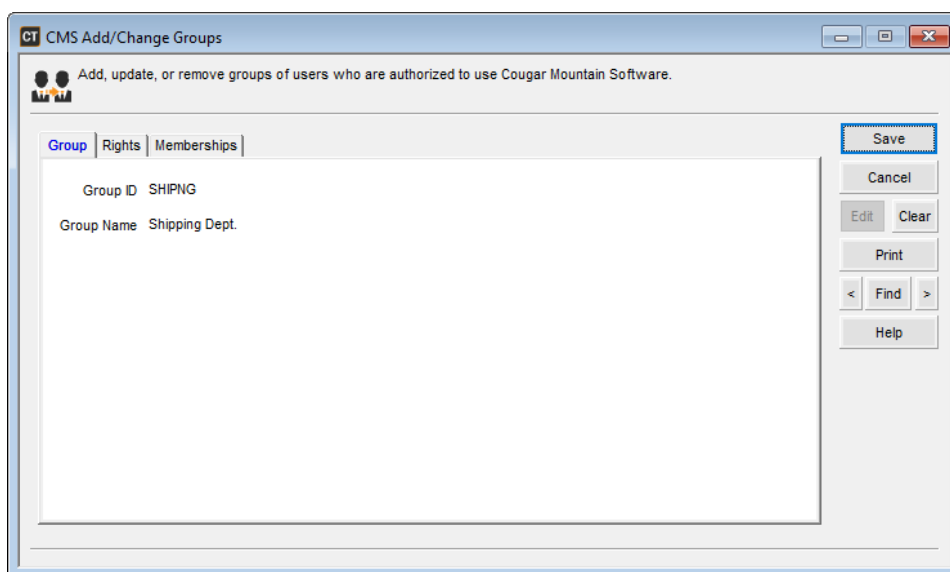 CT CMS Add/Change Groups
Add, update, or remove groups of users who are authorized to use Cougar Mountain Software.
Group Rights Memberships
Group ID SHIPNG
Group Name Shipping Dept.
Save
Cancel
Edit Clear
Print
< Find >
Help